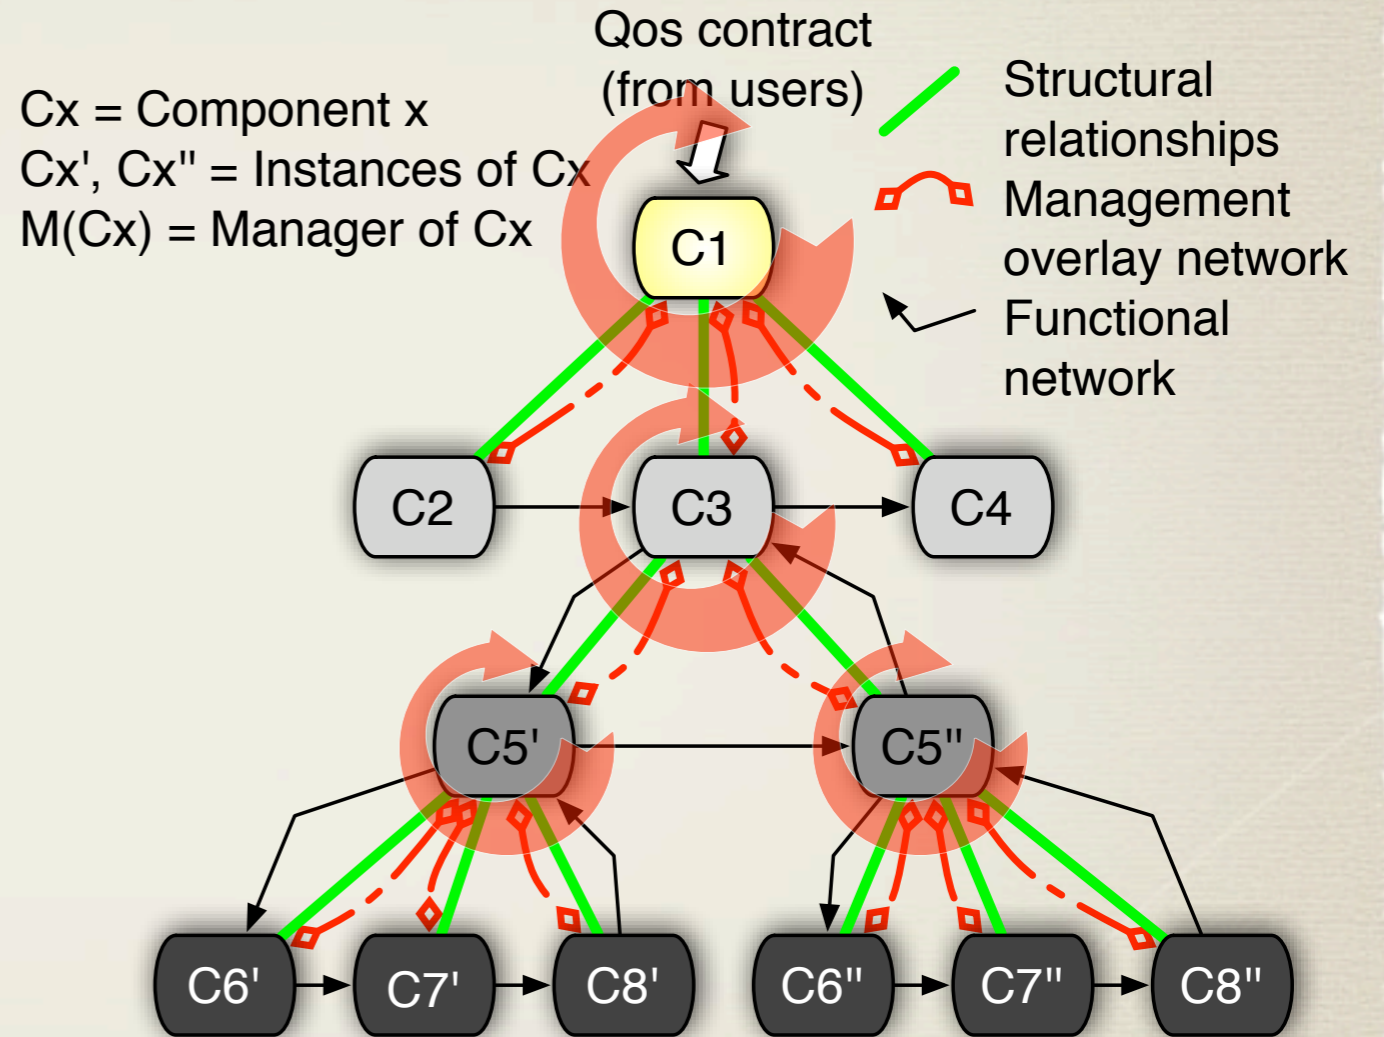 Qos contract
(from users)
Cx = Component x
Cx', Cx" = Instances of Cx
M(Cx) = Manager of Cx
Structural
relationships
Management
overlay network
Functional
network
C1
C2
C3
C4
C5'
C5"
C6'
C7'
C8'
C6"
C7"
C8"